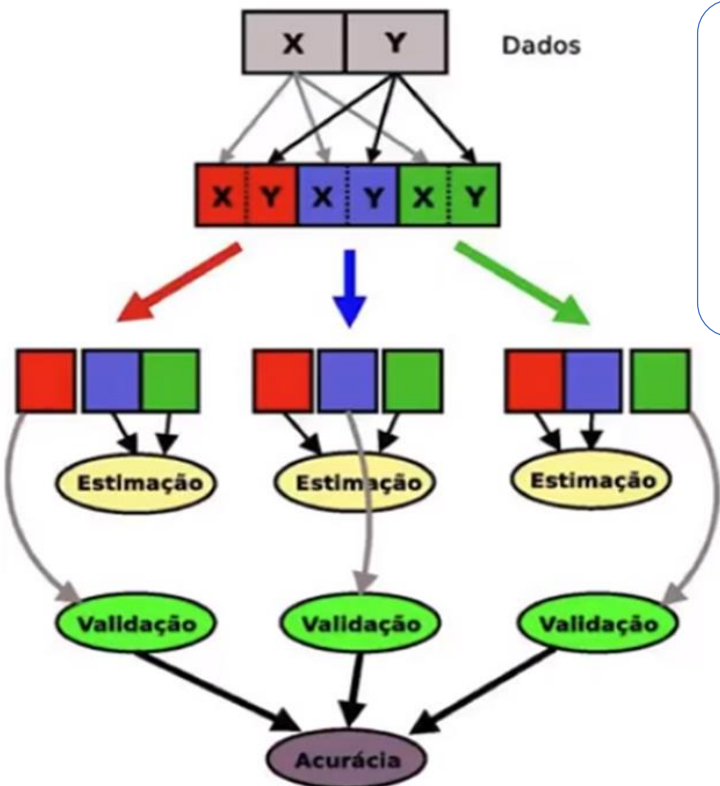 X Y Dados
X Y X Y X Y
Estimação Estimação Estimação
Validação Validação Validação
Acurácia